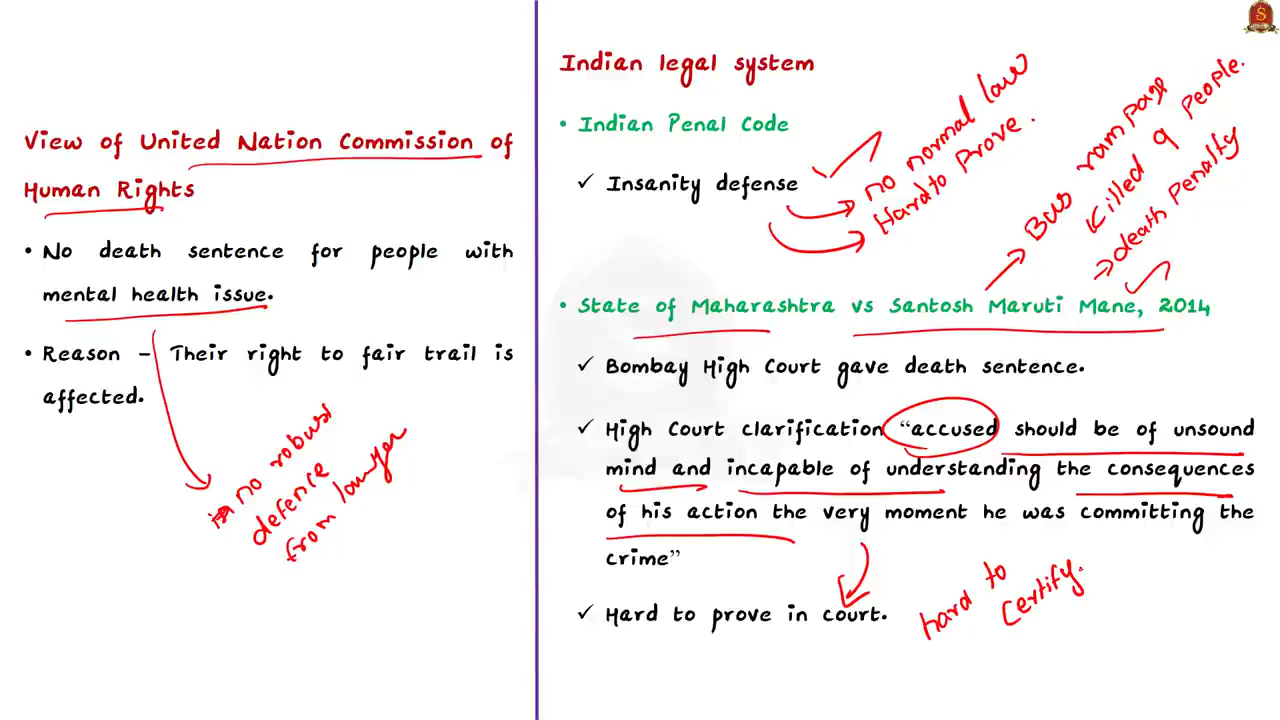 View of United Nation Commission of
Human Rights
• No death sentence for people with
mental health issue.
• Reason – Their right to fair trail is
affected.
no robust
defence
from lawyer
Indian legal system
• Indian Penal Code
✓ Insanity defense
no normal law
Hard to Prove.
Bus rampage
Killed 9 People.
→ death Penalty
• State of Maharashtra vs Santosh Maruti Mane, 2014
✓ Bombay High Court gave death sentence.
✓ High Court clarification “accused should be of unsound
mind and incapable of understanding the consequences
of his action the very moment he was committing the
crime”
✓ Hard to prove in court.
hard to
Certify.